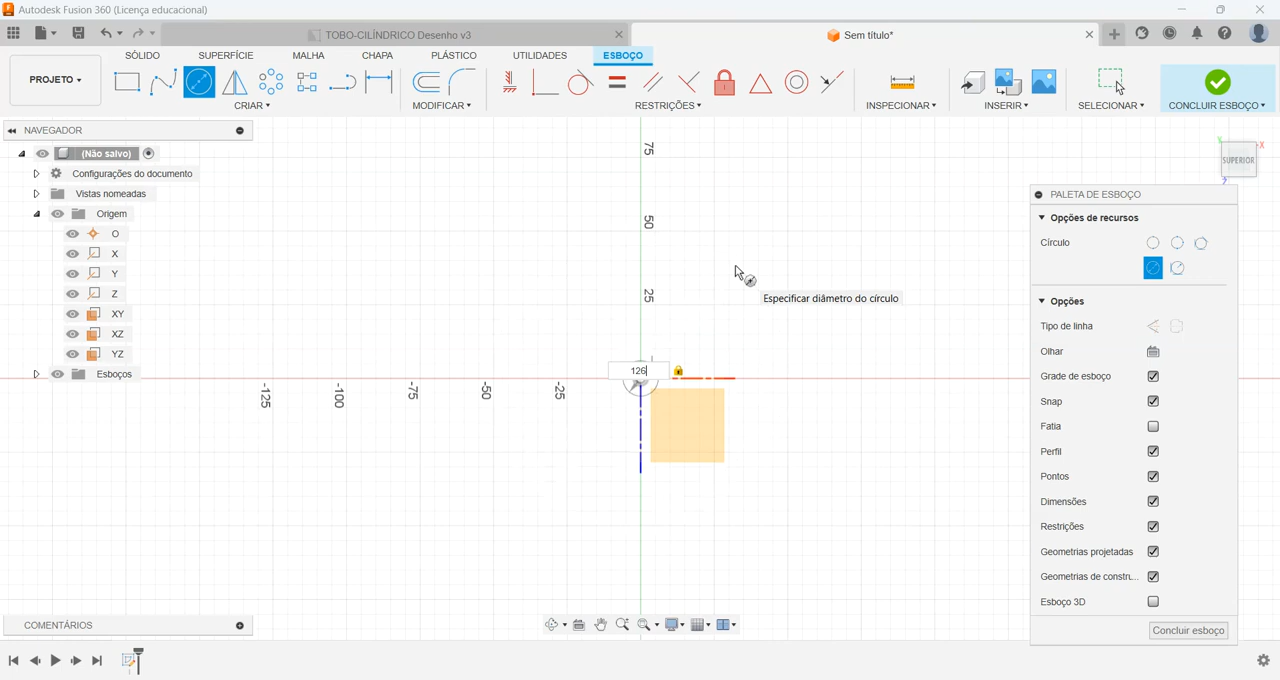 Autodesk Fusion 360 (Licença educacional)
TOBO-CILÍNDRICO Desenho v3
Sem título*
SÓLIDO
SUPERFÍCIE
MALHA
CHAPA
PLÁSTICO
UTILIDADES
ESBOÇO
PROJETO
CRIAR
MODIFICAR
RESTRIÇÕES
INSPECIONAR
INSERIR
SELECIONAR
CONCLUIR ESBOÇO
NAVEGADOR
(Não salvo)
Configurações do documento
Vistas nomeadas
Origem
O
X
Y
Z
XY
XZ
YZ
Esboços
75
50
25
-125
-100
-75
-50
-25
126
Especificar diâmetro do círculo
Y
X
Z
SUPERIOR
PALETA DE ESBOÇO
Opções de recursos
Círculo
Opções
Tipo de linha
Olhar
Grade de esboço
Snap
Fatia
Perfil
Pontos
Dimensões
Restrições
Geometrias projetadas
Geometrias de constru...
Esboço 3D
Concluir esboço
COMENTÁRIOS